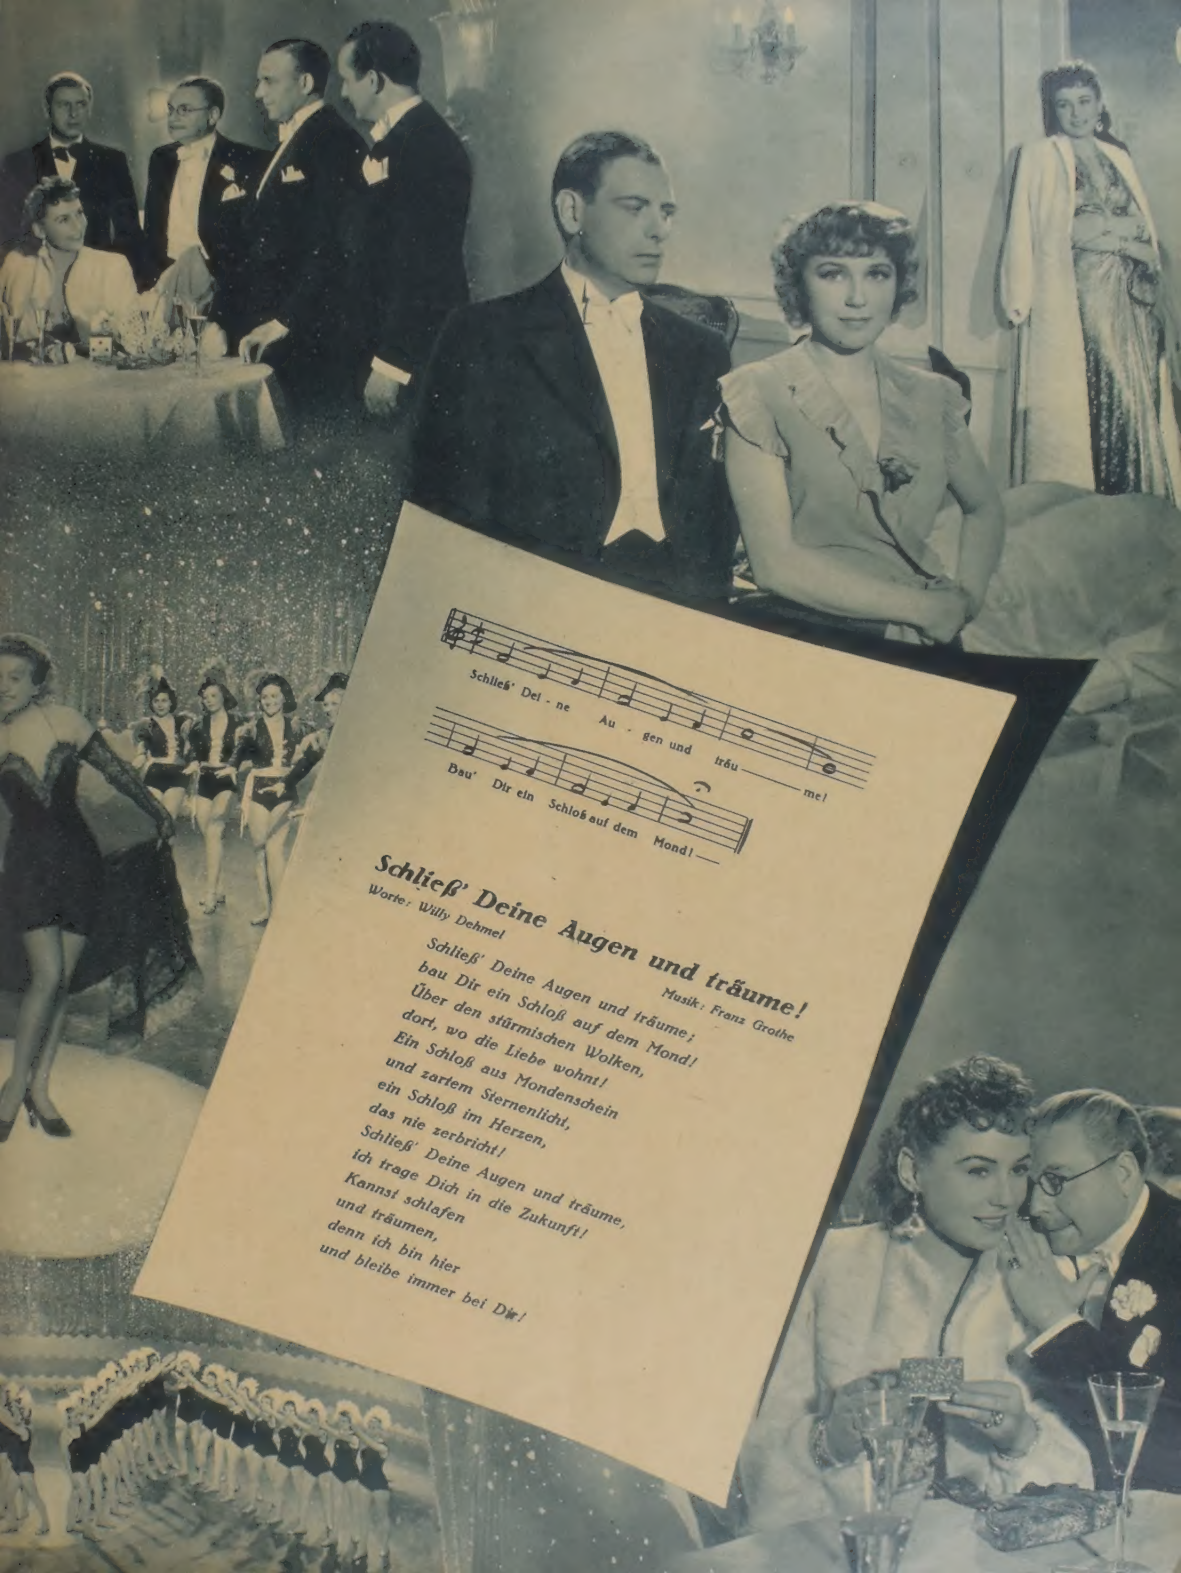 Schließ' Dei - ne Au - gen und träu — me!
Bau' Dir ein Schloß auf dem Mond! —
Schließ' Deine Augen und träume!
Worte: Willy Dehmel
Musik: Franz Grothe
Schließ' Deine Augen und träume;
bau Dir ein Schloß auf dem Mond!
Über den stürmischen Wolken,
dort, wo die Liebe wohnt!
Ein Schloß aus Mondenschein
und zartem Sternenlicht,
ein Schloß im Herzen,
das nie zerbricht!
Schließ' Deine Augen und träume,
ich trage Dich in die Zukunft!
Kannst schlafen
und träumen,
denn ich bin hier
und bleibe immer bei Dir!